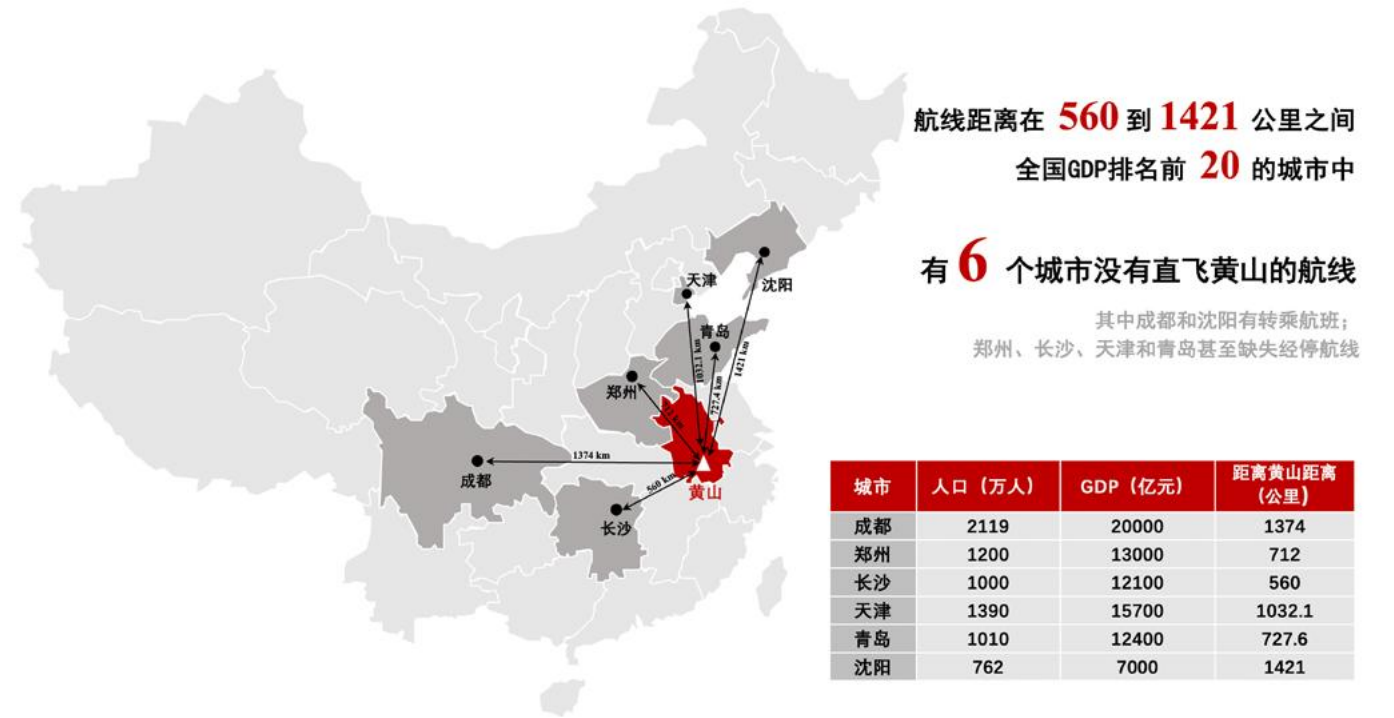 航线距离在 560 到 1421 公里之间
全国GDP排名前 20 的城市中
有 6 个城市没有直飞黄山的航线
其中成都和沈阳有转乘航班；
郑州、长沙、天津和青岛甚至缺失经停航线
天津
沈阳
青岛
1032.1 km
1421 km
727.4 km
郑州
712 km
1374 km
成都
560 km
黄山
长沙
城市 人口（万人） GDP（亿元） 距离黄山距离
（公里）
成都 2119 20000 1374
郑州 1200 13000 712
长沙 1000 12100 560
天津 1390 15700 1032.1
青岛 1010 12400 727.6
沈阳 762 7000 1421